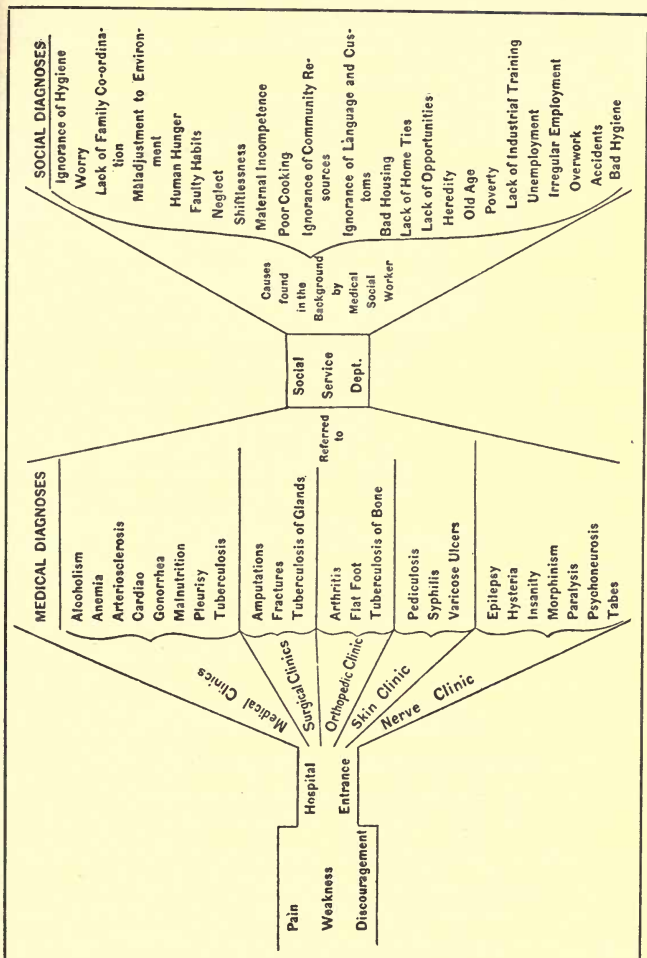 Pain
Weakness
Discouragement
Hospital
Entrance
Medical Clinics
Surgical Clinics
Orthopedic Clinic
Skin Clinic
Nerve Clinic
MEDICAL DIAGNOSES
Alcoholism
Anemia
Arteriosclerosis
Cardiac
Gonorrhea
Malnutrition
Pleurisy
Tuberculosis
Amputations
Fractures
Tuberculosis of Glands
Arthritis
Flat Foot
Tuberculosis of Bone
Pediculosis
Syphilis
Varicose Ulcers
Epilepsy
Hysteria
Insanity
Morphinism
Paralysis
Psychoneurosis
Tabes
Referred to
Social
Service
Dept.
Causes
found
in the
Background
by
Medical
Social
Worker
SOCIAL DIAGNOSES
Ignorance of Hygiene
Worry
Lack of Family Co-ordina-
tion
Maladjustment to Environ-
ment
Human Hunger
Faulty Habits
Neglect
Shiftlessness
Maternal Incompetence
Poor Cooking
Ignorance of Community Re-
sources
Ignorance of Language and Cus-
toms
Bad Housing
Lack of Home Ties
Lack of Opportunities
Heredity
Old Age
Poverty
Lack of Industrial Training
Unemployment
Irregular Employment
Overwork
Accidents
Bad Hygiene